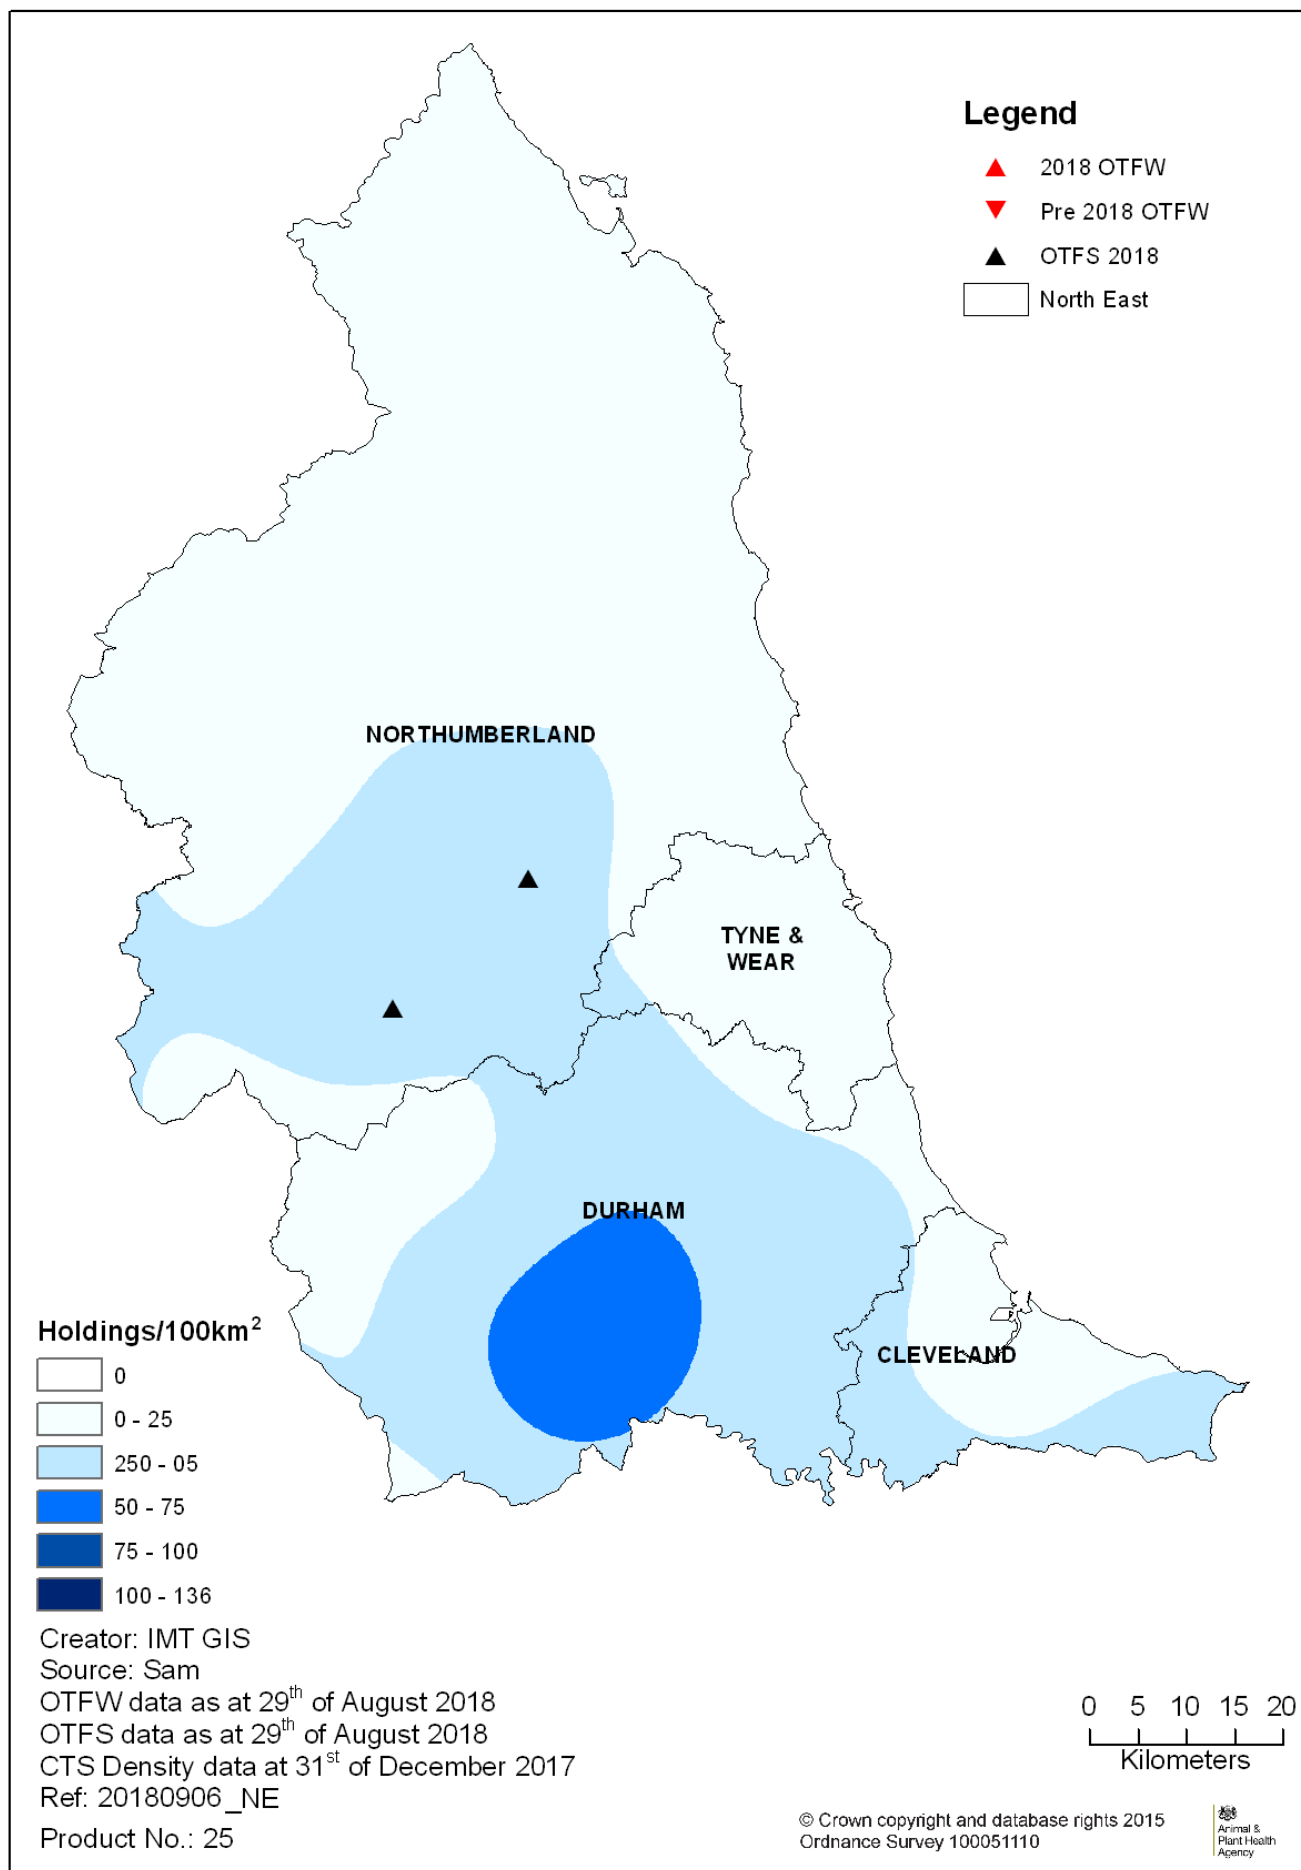 Legend
2018 OTFW
Pre 2018 OTFW
OTFS 2018
North East
NORTHUMBERLAND
TYNE &
WEAR
DURHAM
CLEVELAND
Holdings/100km²
0
0 - 25
250 - 05
50 - 75
75 - 100
100 - 136
Creator: IMT GIS
Source: Sam
OTFW data as at 29th of August 2018
OTFS data as at 29th of August 2018
CTS Density data at 31st of December 2017
Ref: 20180906_NE
Product No.: 25
0 5 10 15 20
Kilometers
© Crown copyright and database rights 2015
Ordnance Survey 100051110
Animal &
Plant Health
Agency